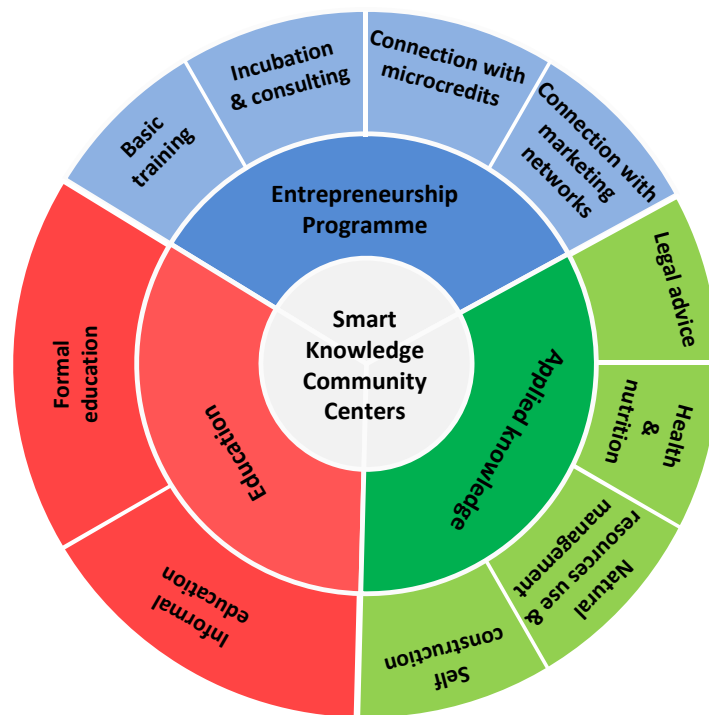 Basic
training
Incubation
& consulting
Connection with
microcredits
Connection with
marketing
networks
Entrepreneurship
Programme
Smart
Knowledge
Community
Centers
Formal
education
Education
Informal
education
Applied knowledge
Legal advice
Health
&
nutrition
Natural
resources use &
management
Self
construction